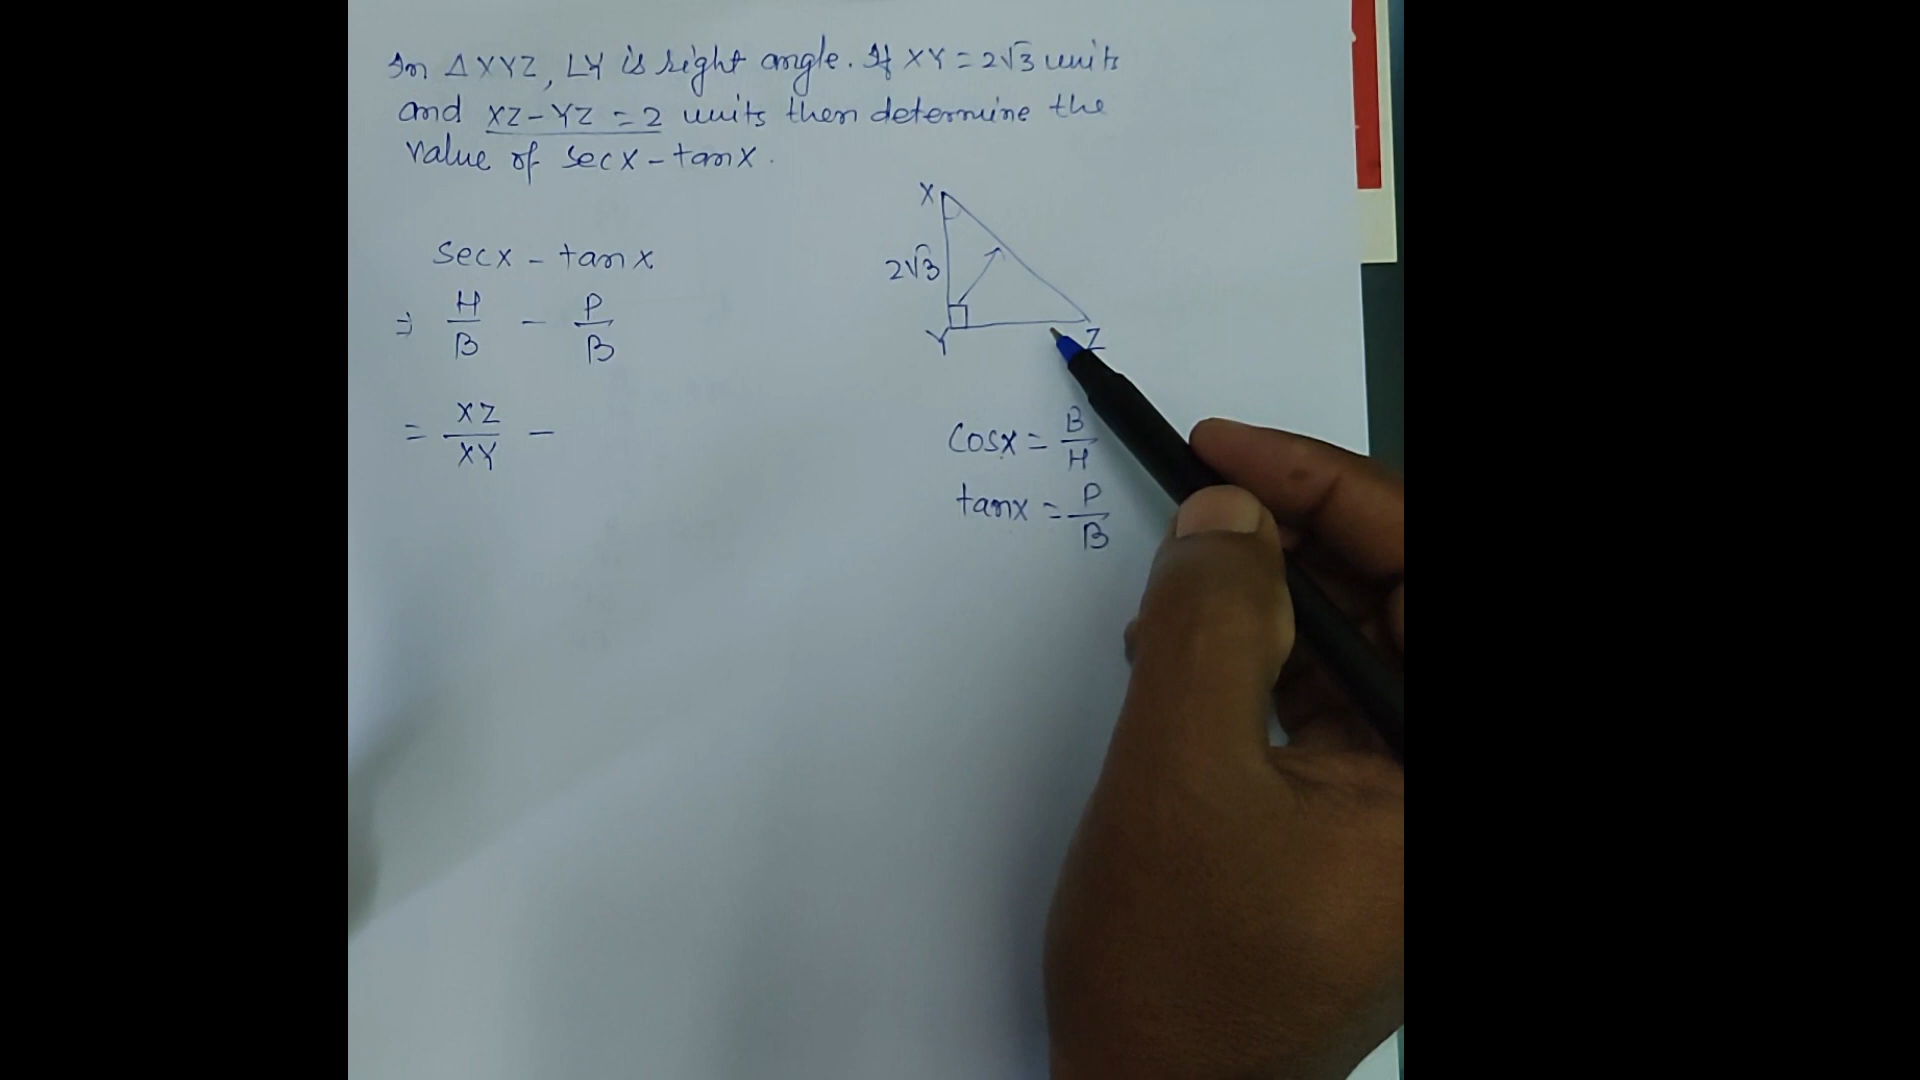 In ΔXYZ, ∠Y is right angle. If XY = 2√3 units
and XZ - YZ = 2 units then determine the
value of secX - tanX.
secx - tanx
⇒ H/B - P/B
= XZ/XY -
X
2√3
Y
Z
cosx = B/H
tanx = P/B